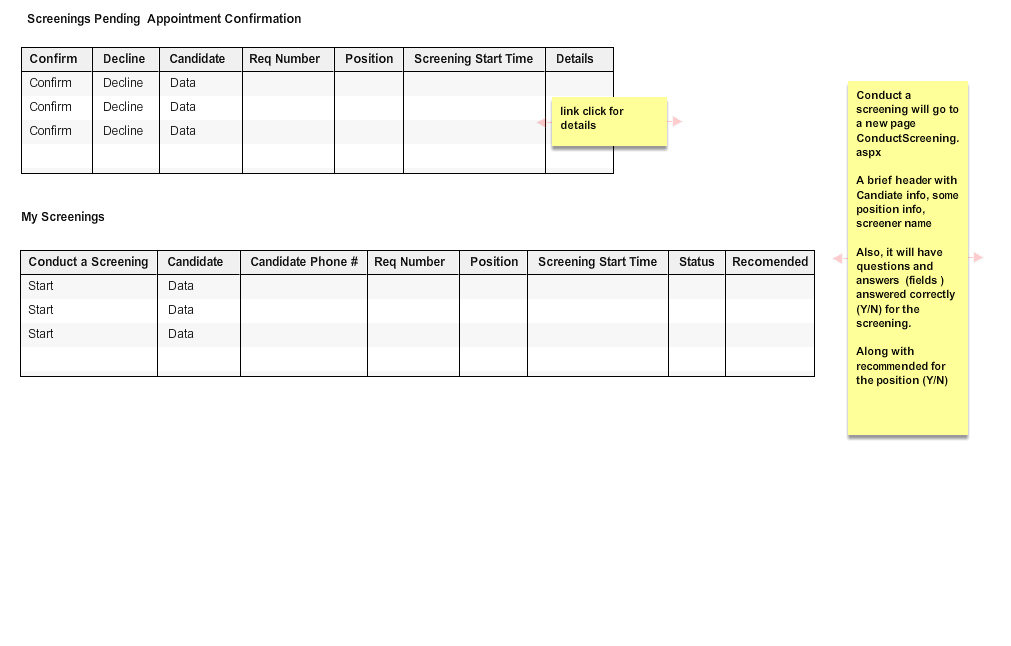 Screenings Pending  Appointment Confirmation
Confirm Decline Candidate Req Number Position Screening Start Time Details
Confirm Decline Data
Confirm Decline Data
Confirm Decline Data
link click for
details
My Screenings
Conduct a Screening Candidate Candidate Phone # Req Number Position Screening Start Time Status Recomended
Start Data
Start Data
Start Data
Conduct a
screening will go to
a new page
ConductScreening.
aspx
A brief header with
Candiate info, some
position info,
screener name
Also, it will have
questions and
answers  (fields )
answered correctly
(Y/N) for the
screening.
Along with
recommended for
the position (Y/N)